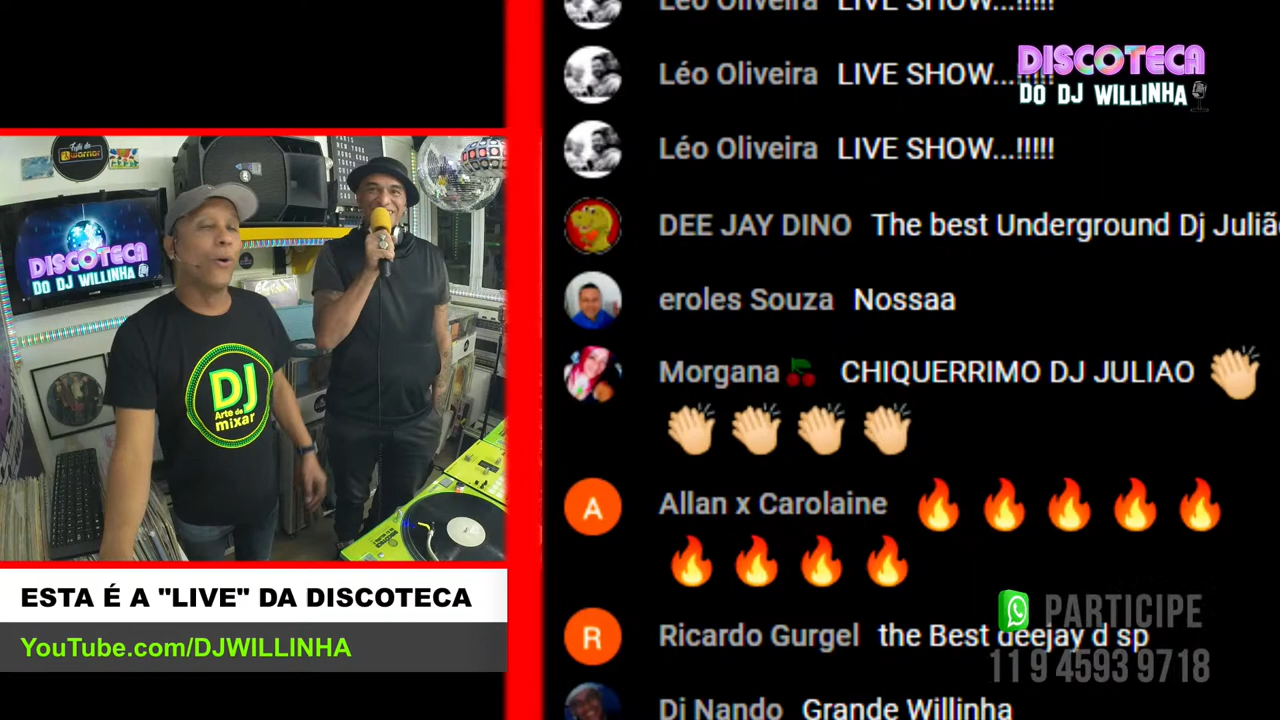 Léo Oliveira LIVE SHOW...!!!!!
Léo Oliveira LIVE SHOW...!!!!!
Léo Oliveira LIVE SHOW...!!!!!
DEE JAY DINO The best Underground Dj Julião
eroles Souza Nossaa
Morgana🍒 CHIQUERRIMO DJ JULIAO 👏🏻
👏🏻👏🏻👏🏻👏🏻
Allan x Carolaine 🔥🔥🔥🔥🔥
🔥🔥🔥🔥
Ricardo Gurgel the Best deejay d sp
Dj Nando Grande Willinha
A
R
DISCOTECA
DO DJ WILLINHA
PARTICIPE
11 9 4593 9718
DISCOTECA
DO DJ WILLINHA
DJ
Arte de
mixar
ESTA É A "LIVE" DA DISCOTECA
YouTube.com/DJWILLINHA